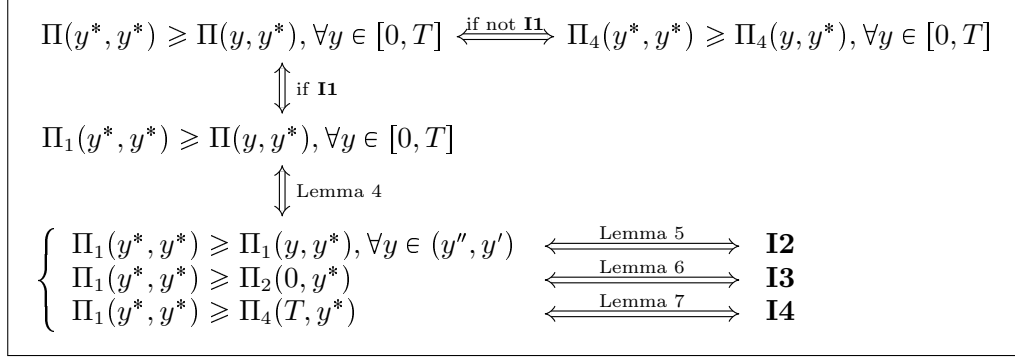 Π(y*, y*) ⩾ Π(y, y*), ∀y ∈ [0, T] ⟺ if not I1 Π₄(y*, y*) ⩾ Π₄(y, y*), ∀y ∈ [0, T]
⇕ if I1
Π₁(y*, y*) ⩾ Π(y, y*), ∀y ∈ [0, T]
⇕ Lemma 4
Π₁(y*, y*) ⩾ Π₁(y, y*), ∀y ∈ (y″, y′) ⟺ Lemma 5 I2
Π₁(y*, y*) ⩾ Π₂(0, y*) ⟺ Lemma 6 I3
Π₁(y*, y*) ⩾ Π₄(T, y*) ⟺ Lemma 7 I4